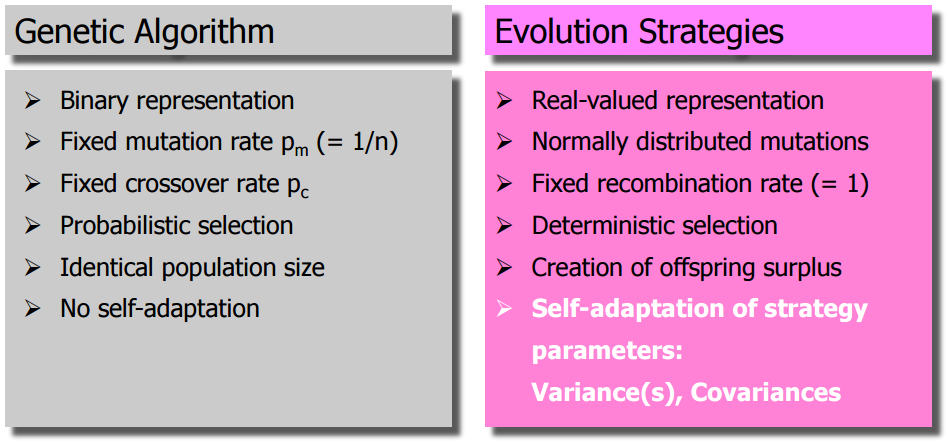 Genetic Algorithm
➢ Binary representation
➢ Fixed mutation rate pm (= 1/n)
➢ Fixed crossover rate pc
➢ Probabilistic selection
➢ Identical population size
➢ No self-adaptation
Evolution Strategies
➢ Real-valued representation
➢ Normally distributed mutations
➢ Fixed recombination rate (= 1)
➢ Deterministic selection
➢ Creation of offspring surplus
➢ Self-adaptation of strategy
parameters:
Variance(s), Covariances